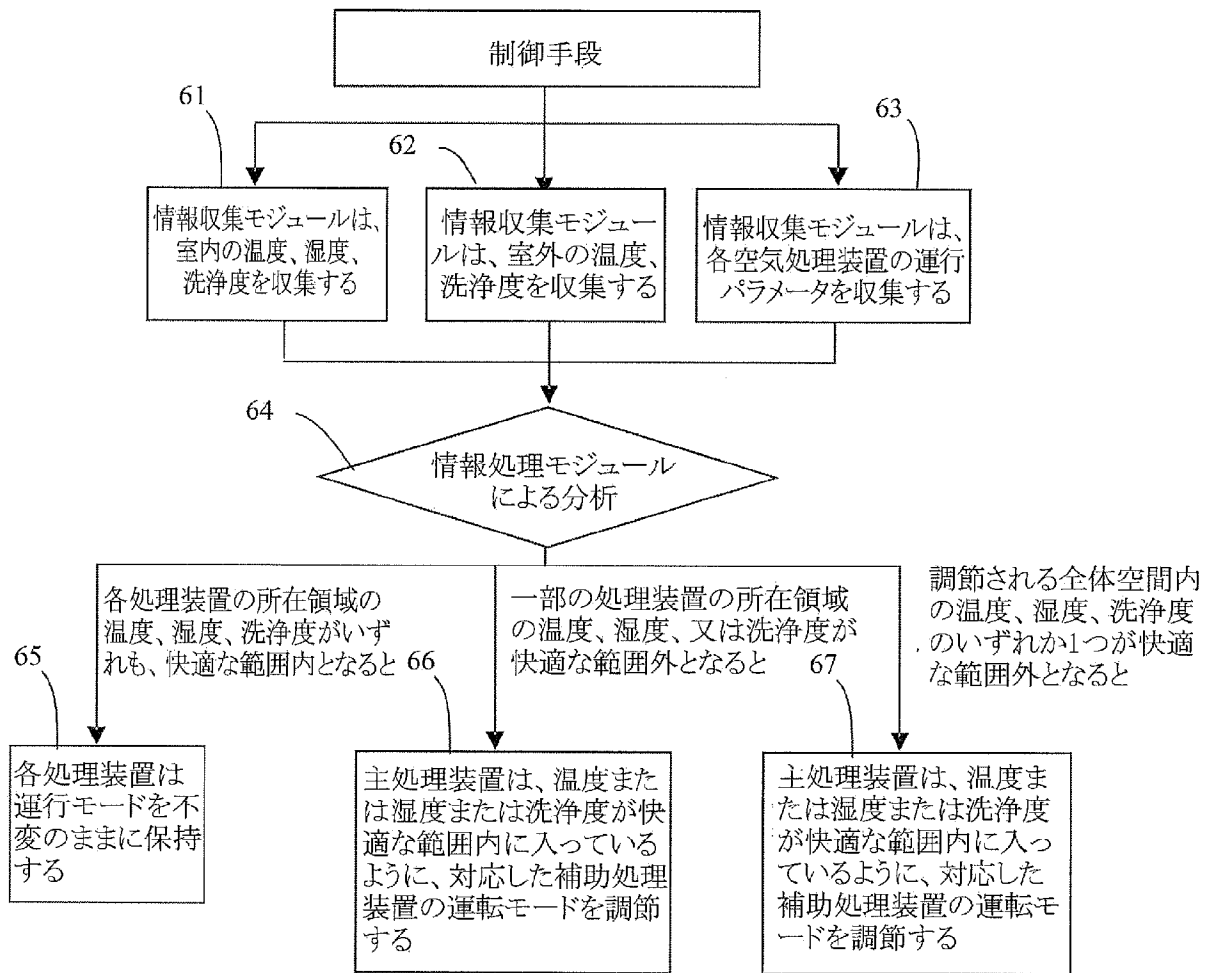 制御手段
61
62
63
情報収集モジュールは、
室内の温度、湿度、
洗浄度を収集する
情報収集モジュー
ルは、室外の温度、
洗浄度を収集する
情報収集モジュールは、
各空気処理装置の運行
パラメータを収集する
64
情報処理モジュール
による分析
各処理装置の所在領域の
温度、湿度、洗浄度がいず
れも、快適な範囲内となると
一部の処理装置の所在領域
の温度、湿度、又は洗浄度が
快適な範囲外となると
調節される全体空間内
の温度、湿度、洗浄度
のいずれか1つが快適
な範囲外となると
65
66
67
各処理装置は
運行モードを不
変のままに保持
する
主処理装置は、温度また
は湿度または洗浄度が快
適な範囲内に入っている
ように、対応した補助処理
装置の運転モードを調節
する
主処理装置は、温度ま
たは湿度または洗浄度
が快適な範囲内に入っ
ているように、対応した
補助処理装置の運転モ
ードを調節する